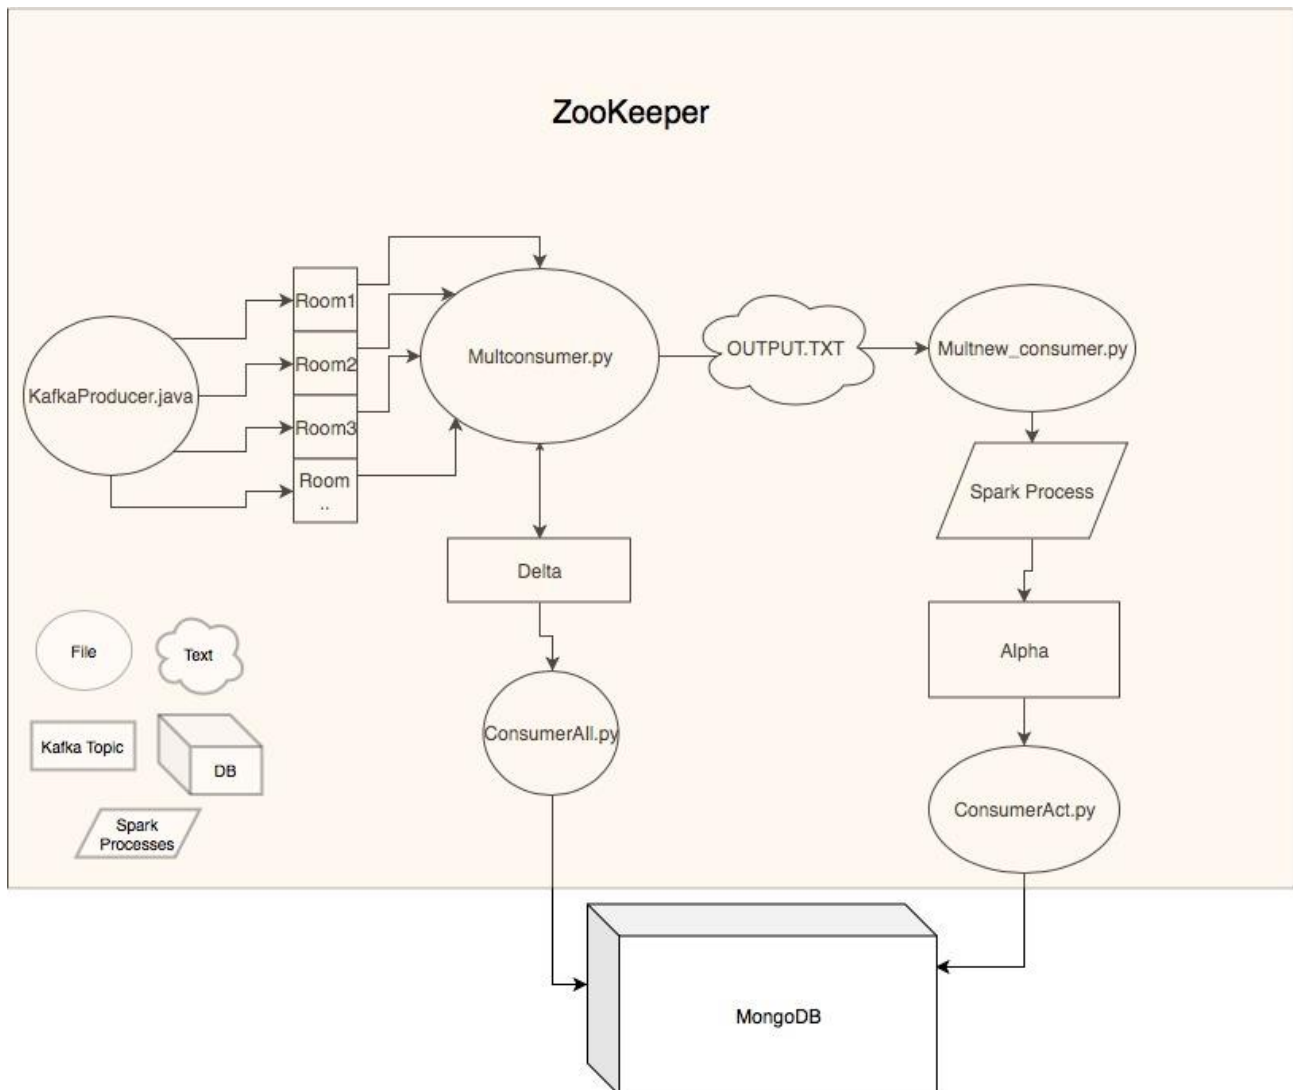 ZooKeeper
KafkaProducer.java
Room1
Room2
Room3
Room
..
Multconsumer.py
OUTPUT.TXT
Multnew_consumer.py
Spark Process
Delta
Alpha
ConsumerAll.py
ConsumerAct.py
File
Text
Kafka Topic
DB
Spark
Processes
MongoDB